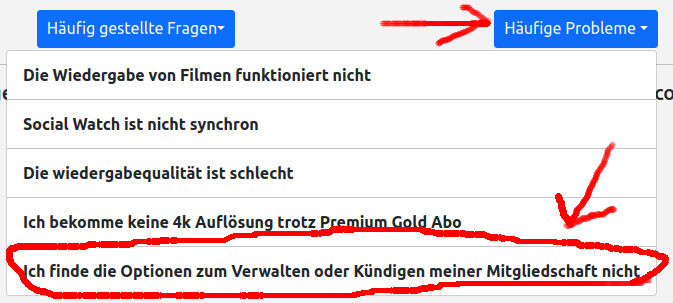 Häufig gestellte Fragen
Häufige Probleme
Die Wiedergabe von Filmen funktioniert nicht
Social Watch ist nicht synchron
Die wiedergabequalität ist schlecht
Ich bekomme keine 4k Auflösung trotz Premium Gold Abo
Ich finde die Optionen zum Verwalten oder Kündigen meiner Mitgliedschaft nicht